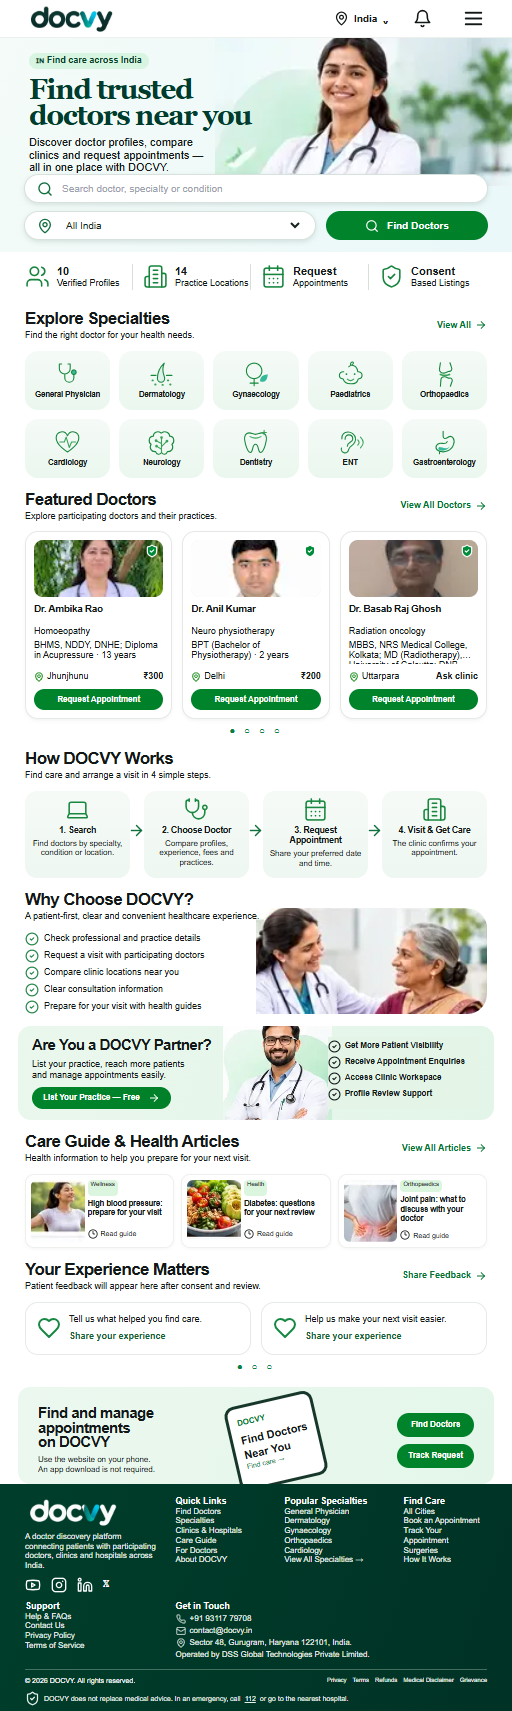 docvy
India
IN Find care across India
Find trusted
doctors near you
Discover doctor profiles, compare
clinics and request appointments —
all in one place with DOCVY.
Search doctor, specialty or condition
All India
Find Doctors
10
Verified Profiles
14
Practice Locations
Request
Appointments
Consent
Based Listings
Explore Specialties
Find the right doctor for your health needs.
View All →
General Physician
Dermatology
Gynaecology
Paediatrics
Orthopaedics
Cardiology
Neurology
Dentistry
ENT
Gastroenterology
Featured Doctors
Explore participating doctors and their practices.
View All Doctors →
Dr. Ambika Rao
Homoeopathy
BHMS, NDDY, DNHE; Diploma
in Acupressure · 13 years
Jhunjhunu ₹300
Request Appointment
Dr. Anil Kumar
Neuro physiotherapy
BPT (Bachelor of
Physiotherapy) · 2 years
Delhi ₹200
Request Appointment
Dr. Basab Raj Ghosh
Radiation oncology
MBBS, NRS Medical College,
Kolkata; MD (Radiotherapy),...
Uttarpara Ask clinic
Request Appointment
How DOCVY Works
Find care and arrange a visit in 4 simple steps.
1. Search
Find doctors by specialty,
condition or location.
2. Choose Doctor
Compare profiles,
experience, fees and
practices.
3. Request
Appointment
Share your preferred date
and time.
4. Visit & Get Care
The clinic confirms your
appointment.
Why Choose DOCVY?
A patient-first, clear and convenient healthcare experience.
Check professional and practice details
Request a visit with participating doctors
Compare clinic locations near you
Clear consultation information
Prepare for your visit with health guides
Are You a DOCVY Partner?
List your practice, reach more patients
and manage appointments easily.
List Your Practice — Free →
Get More Patient Visibility
Receive Appointment Enquiries
Access Clinic Workspace
Profile Review Support
Care Guide & Health Articles
Health information to help you prepare for your next visit.
View All Articles →
Wellness
High blood pressure:
prepare for your visit
Read guide
Health
Diabetes: questions
for your next review
Read guide
Orthopaedics
Joint pain: what to
discuss with your
doctor
Read guide
Your Experience Matters
Patient feedback will appear here after consent and review.
Share Feedback →
Tell us what helped you find care.
Share your experience
Help us make your next visit easier.
Share your experience
Find and manage
appointments
on DOCVY
Use the website on your phone.
An app download is not required.
DOCVY
Find Doctors
Near You
Find care →
Find Doctors
Track Request
docvy
A doctor discovery platform
connecting patients with participating
doctors, clinics and hospitals across
India.
X
Quick Links
Find Doctors
Specialties
Clinics & Hospitals
Care Guide
For Doctors
About DOCVY
Popular Specialties
General Physician
Dermatology
Gynaecology
Orthopaedics
Cardiology
View All Specialties →
Find Care
All Cities
Book an Appointment
Track Your
Appointment
Surgeries
How It Works
Support
Help & FAQs
Contact Us
Privacy Policy
Terms of Service
Get in Touch
+91 93117 79708
contact@docvy.in
Sector 48, Gurugram, Haryana 122101, India.
Operated by DSS Global Technologies Private Limited.
© 2026 DOCVY. All rights reserved.
Privacy Terms Refunds Medical Disclaimer Grievance
DOCVY does not replace medical advice. In an emergency, call 112 or go to the nearest hospital.